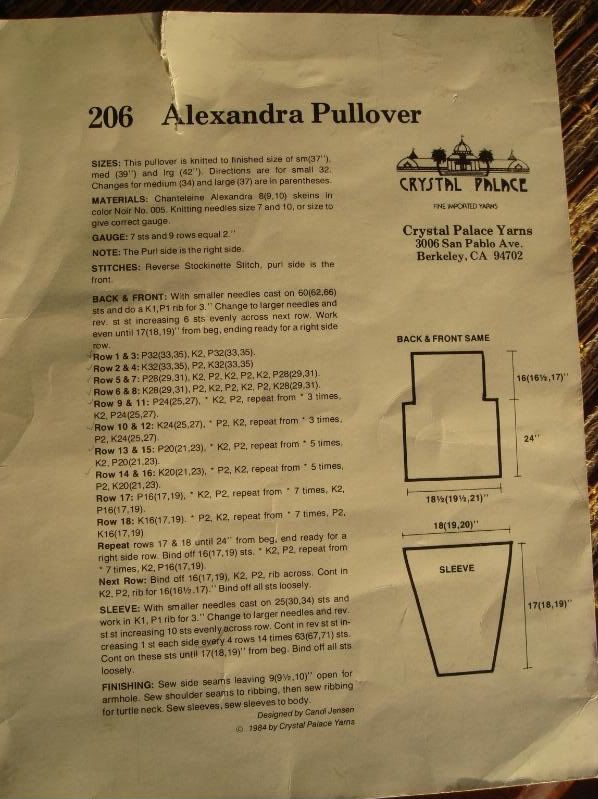 206 Alexandra Pullover
SIZES: This pullover is knitted to finished size of sm(37"),
med (39") and lrg (42"). Directions are for small 32.
Changes for medium (34) and large (37) are in parentheses.
MATERIALS: Chanteleine Alexandra 8(9,10) skeins in
color Noir No. 005. Knitting needles size 7 and 10, or size to
give correct gauge.
GAUGE: 7 sts and 9 rows equal 2."
NOTE: The Purl side is the right side.
STITCHES: Reverse Stockinette Stitch, purl side is the
front.
BACK & FRONT: With smaller needles cast on 60(62,66)
sts and do a K1,P1 rib for 3." Change to larger needles and
rev. st st increasing 6 sts evenly across next row. Work
even until 17(18,19)" from beg, ending ready for a right side
row.
Row 1 & 3: P32(33,35), K2, P32(33,35).
Row 2 & 4: K32(33,35), P2, K32(33,35)
Row 5 & 7: P28(29,31), K2, P2, K2, P2, K2, P28(29,31).
Row 6 & 8: K28(29,31), P2, K2, P2, K2, P2, K28(29,31).
Row 9 & 11: P24(25,27), * K2, P2, repeat from * 3 times,
K2, P24(25,27).
Row 10 & 12: K24(25,27), * P2, K2, repeat from * 3 times,
P2, K24(25,27).
Row 13 & 15: P20(21,23), * K2, P2, repeat from * 5 times,
K2, P20(21,23).
Row 14 & 16: K20(21,23), * P2, K2, repeat from * 5 times,
P2, K20(21,23).
Row 17: P16(17,19), * K2, P2, repeat from * 7 times, K2,
P16(17,19).
Row 18: K16(17,19). * P2, K2, repeat from * 7 times, P2,
K16(17,19)
Repeat rows 17 & 18 until 24" from beg, end ready for a
right side row. Bind off 16(17,19) sts. * K2, P2, repeat from
* 7 times, K2, P16(17,19).
Next Row: Bind off 16(17,19), K2, P2, rib across. Cont in
K2, P2, rib for 16(16½,17)." Bind off all sts loosely.
SLEEVE: With smaller needles cast on 25(30,34) sts and
work in K1, P1 rib for 3." Change to larger needles and rev.
st st increasing 10 sts evenly across row. Cont in rev st st in-
creasing 1 st each side every 4 rows 14 times 63(67,71) sts.
Cont on these sts until 17(18,19)" from beg. Bind off all sts
loosely.
FINISHING: Sew side seams leaving 9(9½,10)" open for
armhole. Sew shoulder seams to ribbing, then sew ribbing
for turtle neck. Sew sleeves, sew sleeves to body.
Designed by Candi Jensen
© 1984 by Crystal Palace Yarns
CRYSTAL PALACE
FINE IMPORTED YARNS
Crystal Palace Yarns
3006 San Pablo Ave.
Berkeley, CA 94702
BACK & FRONT SAME
16(16½,17)"
24"
18½(19½,21)"
18(19,20)"
SLEEVE
17(18,19)"